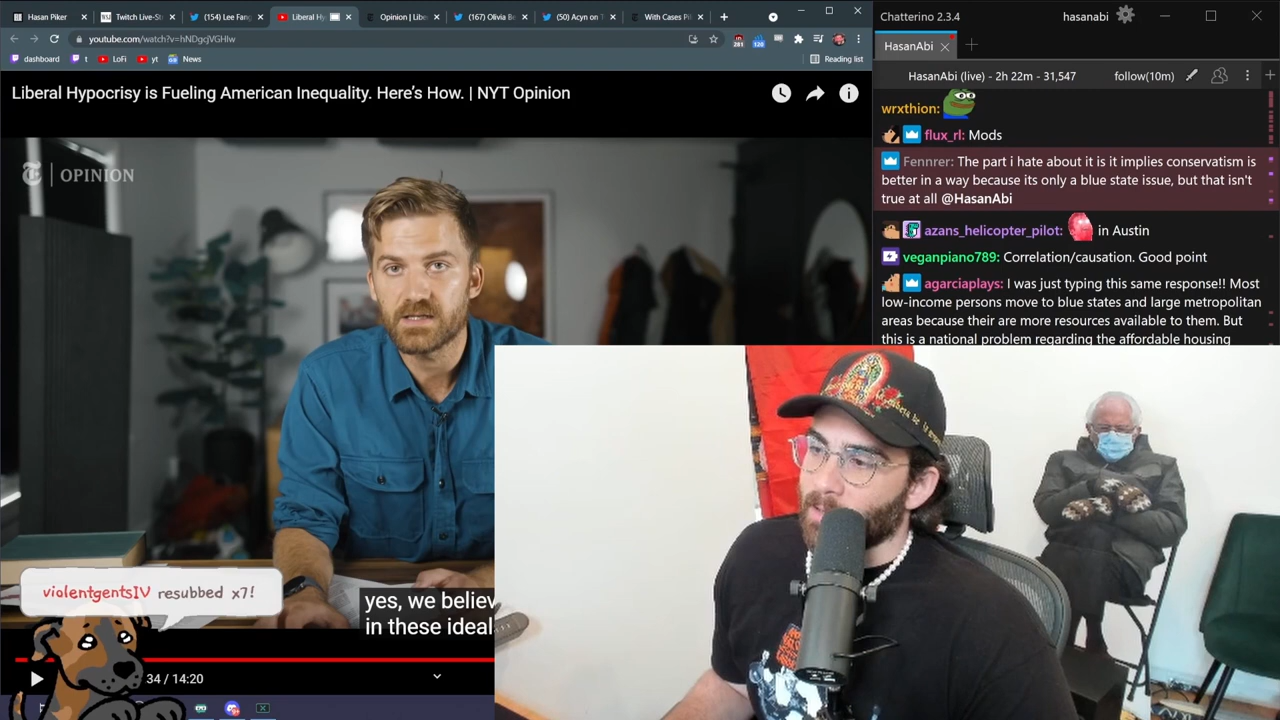 Hasan Piker
Twitch Live-St
(154) Lee Fang
Liberal Hy
Opinion | Libe
(167) Olivia Be
(50) Acyn on T
With Cases Pi
youtube.com/watch?v=hNDgcjVGHIw
281
120
dashboard
t
LoFi
yt
News
Reading list
Liberal Hypocrisy is Fueling American Inequality. Here's How. | NYT Opinion
OPINION
yes, we believ
in these ideal
violentgentsIV resubbed x7!
34 / 14:20
Chatterino 2.3.4
hasanabi
HasanAbi
HasanAbi (live) - 2h 22m - 31,547
follow(10m)
wrxthion:
flux_rl: Mods
Fennrer: The part i hate about it is it implies conservatism is
better in a way because its only a blue state issue, but that isn't
true at all @HasanAbi
azans_helicopter_pilot: in Austin
veganpiano789: Correlation/causation. Good point
agarciaplays: I was just typing this same response!! Most
low-income persons move to blue states and large metropolitan
areas because their are more resources available to them. But
this is a national problem regarding the affordable housing